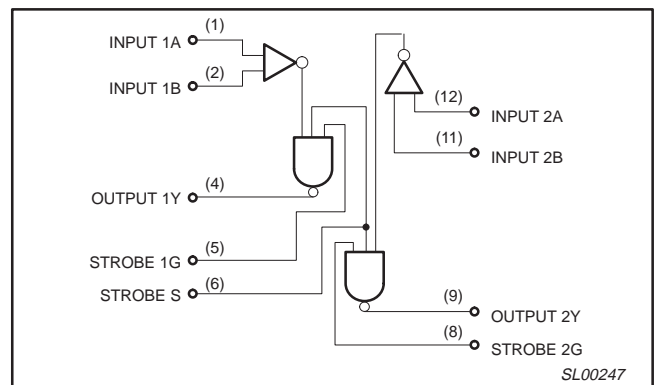 (1)
INPUT 1A
(2)
INPUT 1B
(12)
INPUT 2A
(11)
INPUT 2B
(4)
OUTPUT 1Y
(5)
STROBE 1G
(6)
STROBE S
(9)
OUTPUT 2Y
(8)
STROBE 2G
SL00247